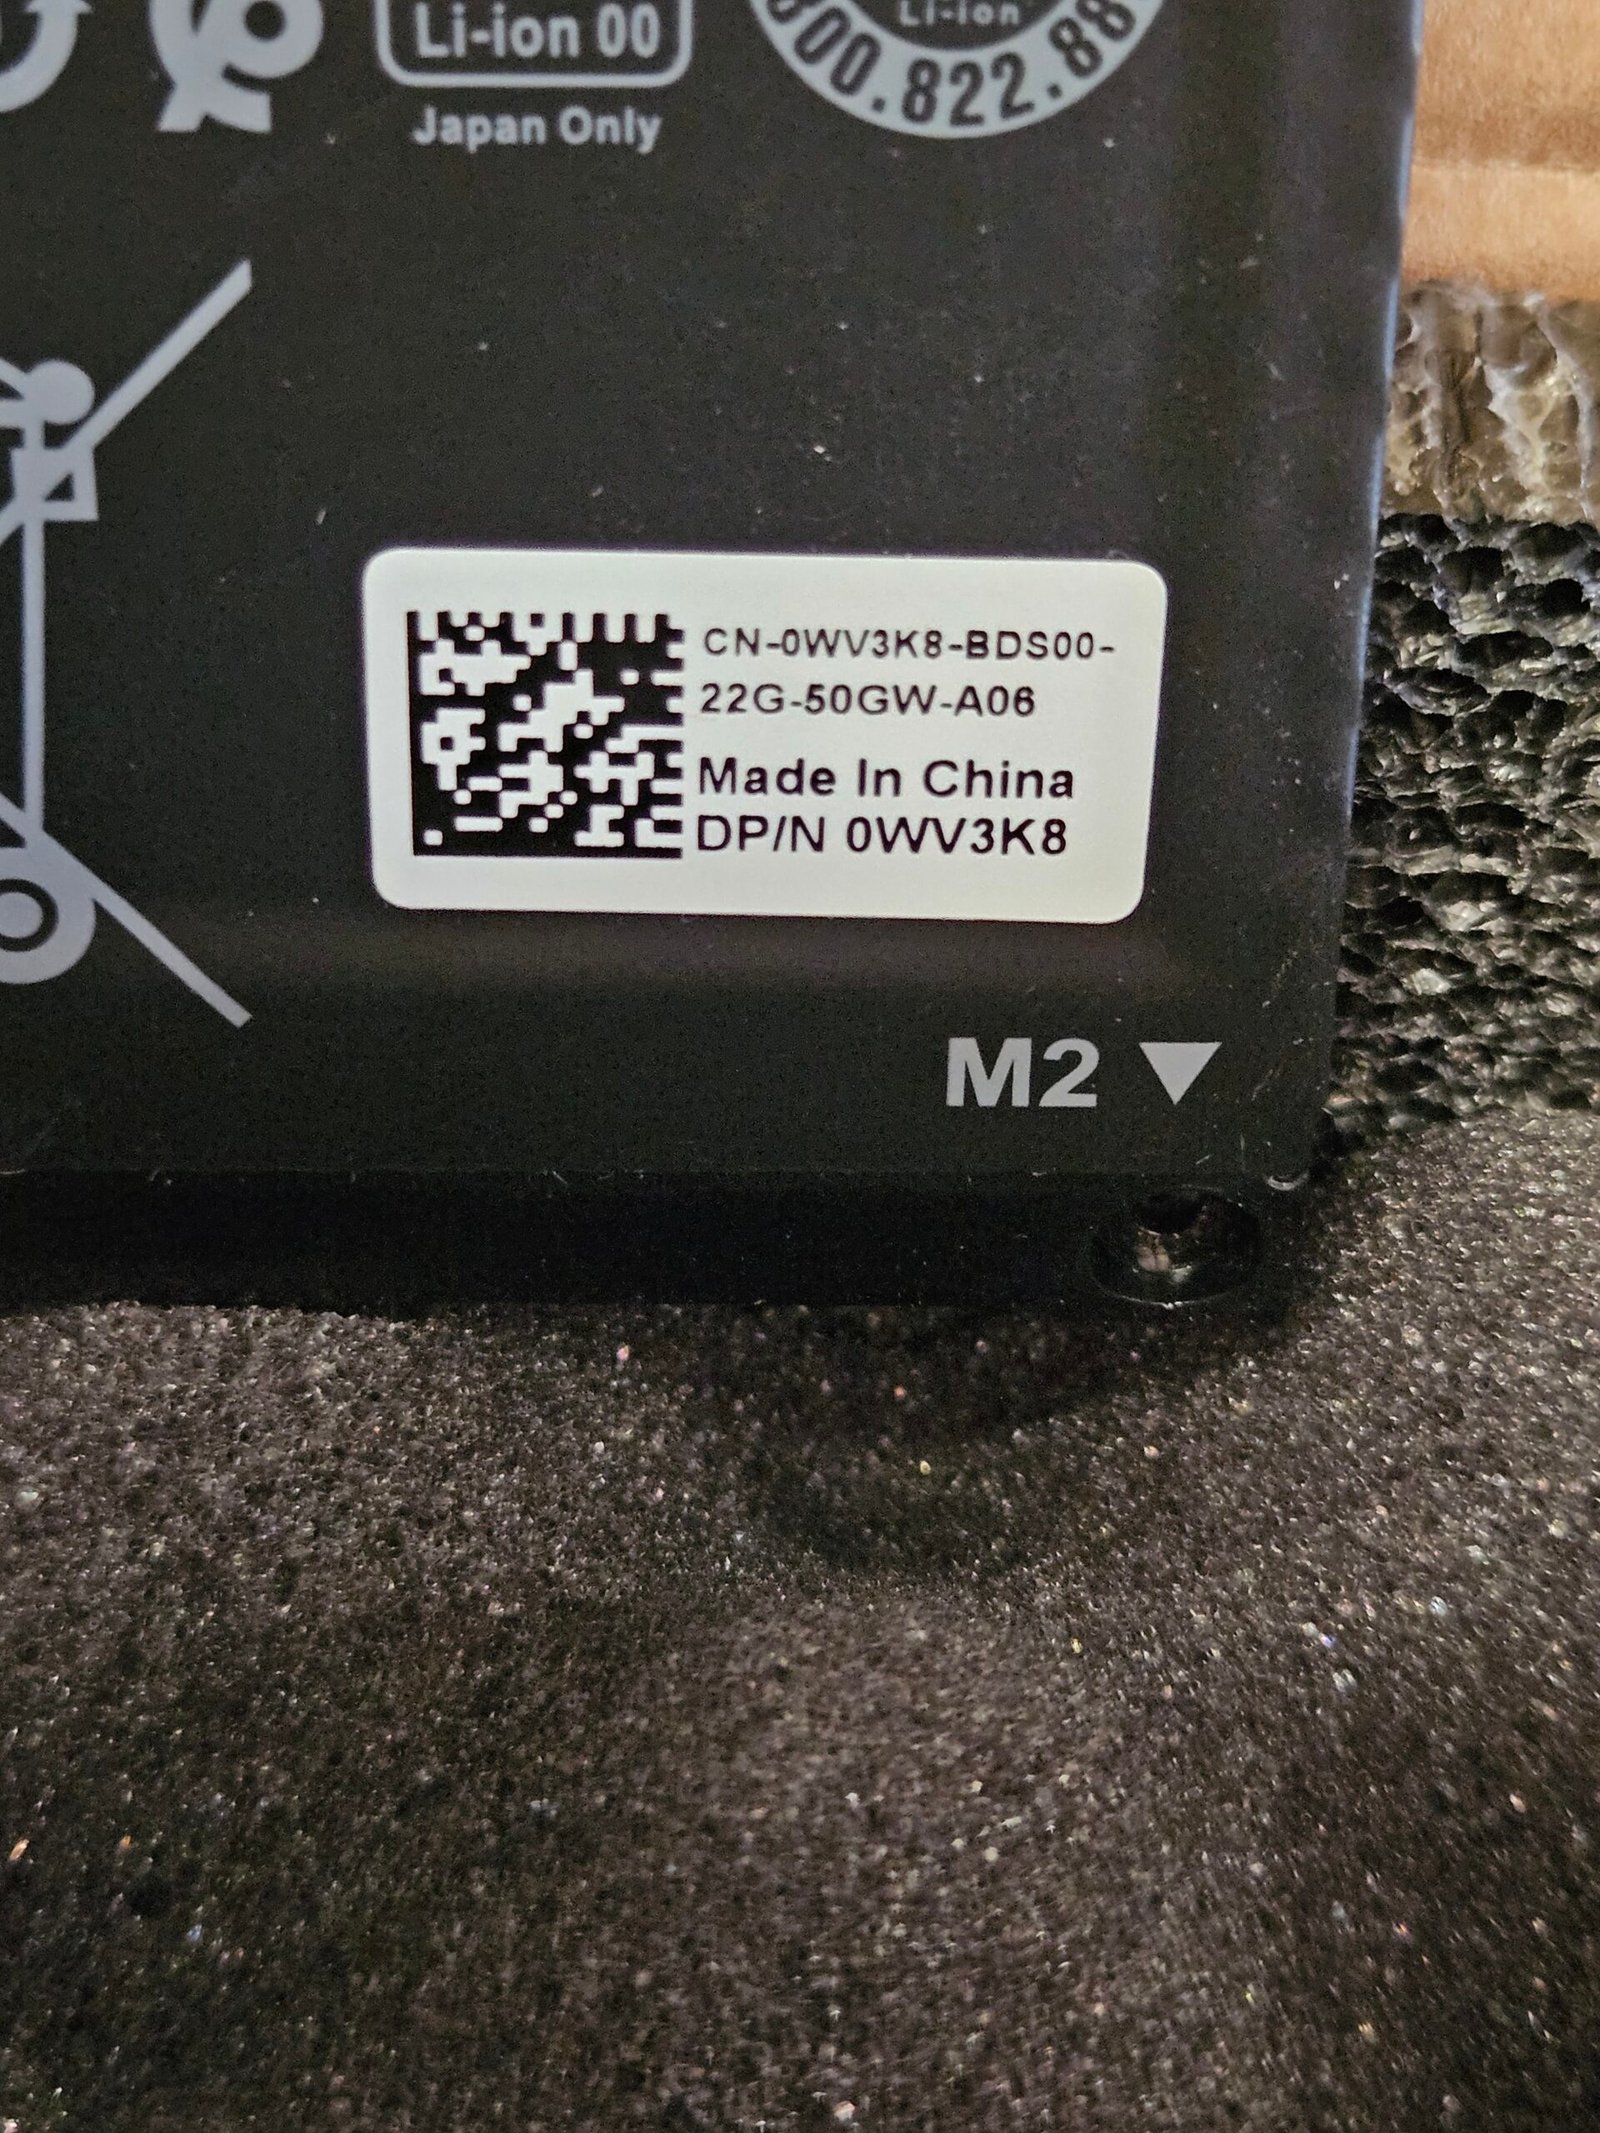 Li-ion 00
Japan Only
Li-ion
800.822.88
CN-0WV3K8-BDS00-
22G-50GW-A06
Made In China
DP/N 0WV3K8
M2